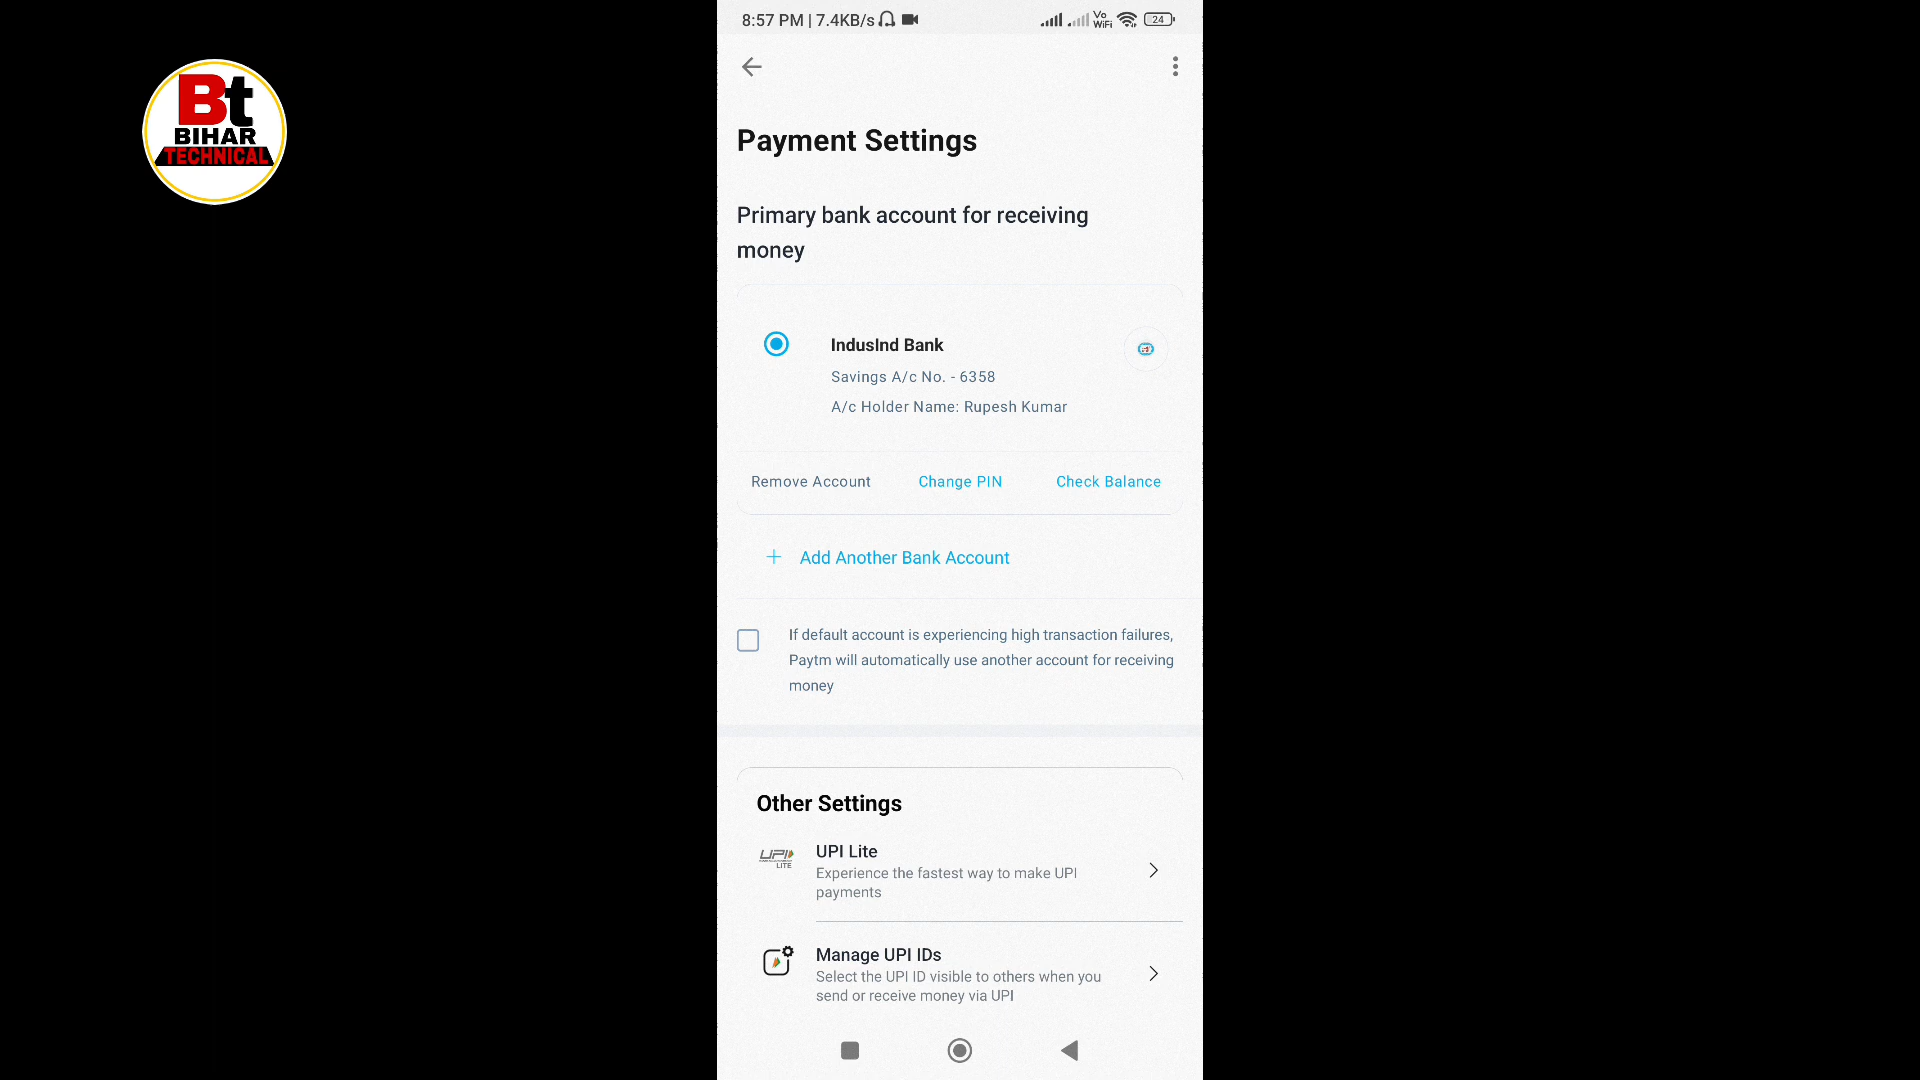 Bt
BIHAR
TECHNICAL
8:57 PM | 7.4KB/s
Vo
WiFi
24
Payment Settings
Primary bank account for receiving
money
IndusInd Bank
Savings A/c No. - 6358
A/c Holder Name: Rupesh Kumar
Remove Account Change PIN Check Balance
+ Add Another Bank Account
If default account is experiencing high transaction failures,
Paytm will automatically use another account for receiving
money
Other Settings
UPI LITE
UPI Lite
Experience the fastest way to make UPI
payments
Manage UPI IDs
Select the UPI ID visible to others when you
send or receive money via UPI